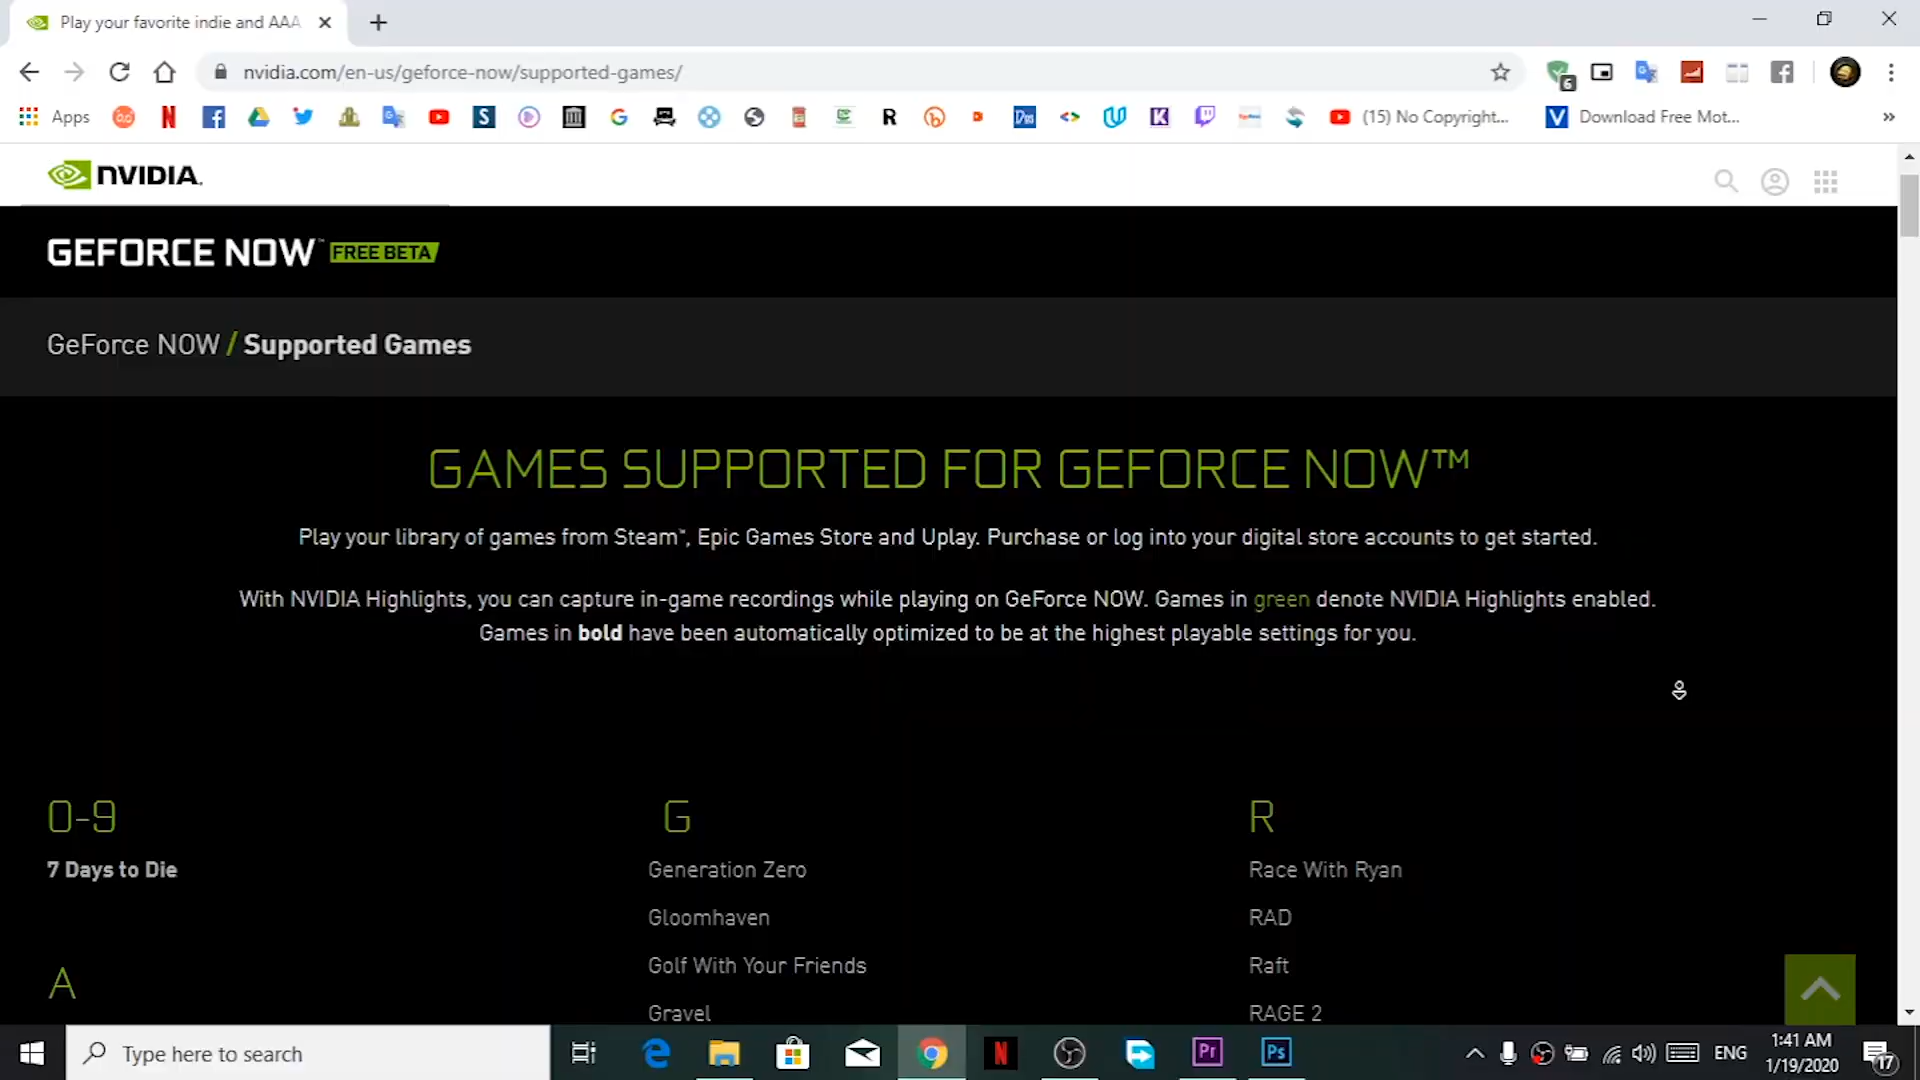 Play your favorite indie and AAA
nvidia.com/en-us/geforce-now/supported-games/
6
Apps
(15) No Copyright...
Download Free Mot...
NVIDIA.
GEFORCE NOW™ FREE BETA
GeForce NOW / Supported Games
GAMES SUPPORTED FOR GEFORCE NOW™
Play your library of games from Steam™, Epic Games Store and Uplay. Purchase or log into your digital store accounts to get started.
With NVIDIA Highlights, you can capture in-game recordings while playing on GeForce NOW. Games in green denote NVIDIA Highlights enabled.
Games in bold have been automatically optimized to be at the highest playable settings for you.
0-9
7 Days to Die
A
G
Generation Zero
Gloomhaven
Golf With Your Friends
Gravel
R
Race With Ryan
RAD
Raft
RAGE 2
Type here to search
Pr
Ps
ENG
1:41 AM
1/19/2020
17